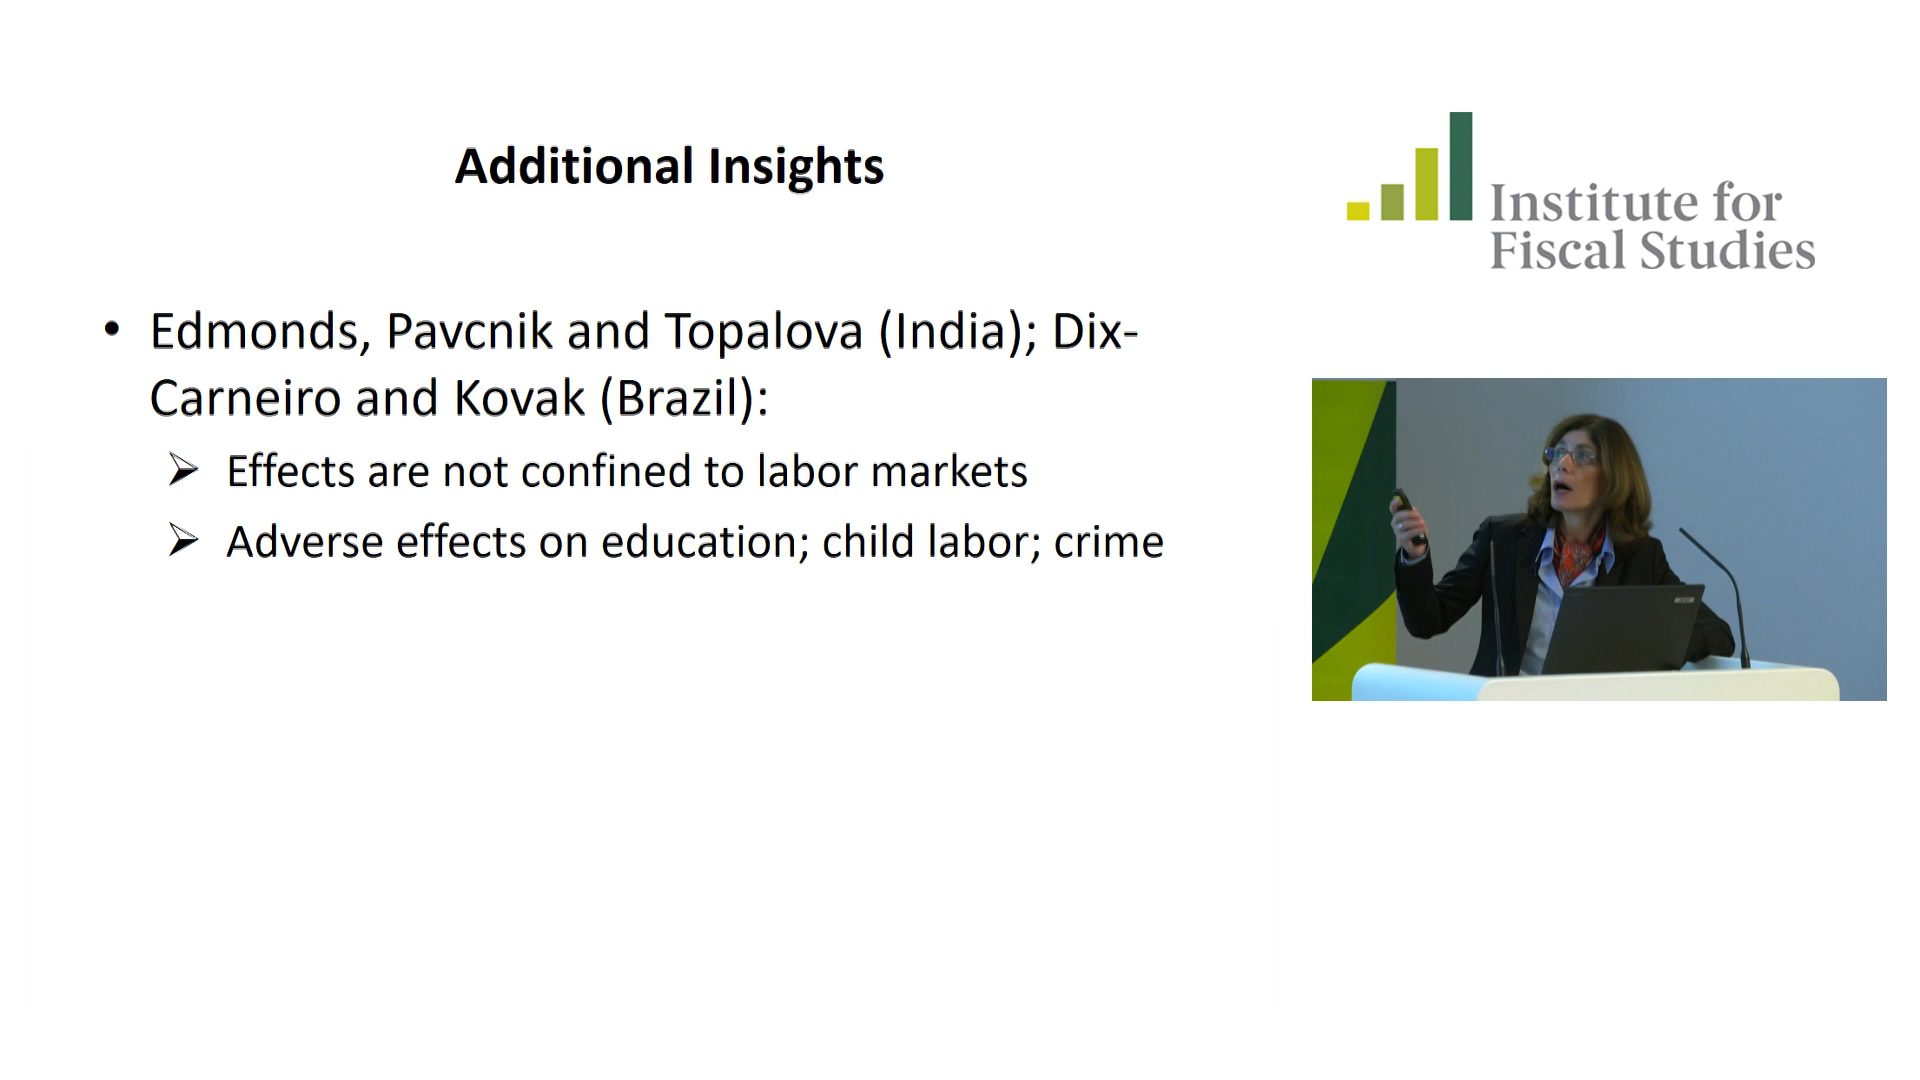 Additional Insights
Institute for
Fiscal Studies
• Edmonds, Pavcnik and Topalova (India); Dix-
Carneiro and Kovak (Brazil):
➢ Effects are not confined to labor markets
➢ Adverse effects on education; child labor; crime